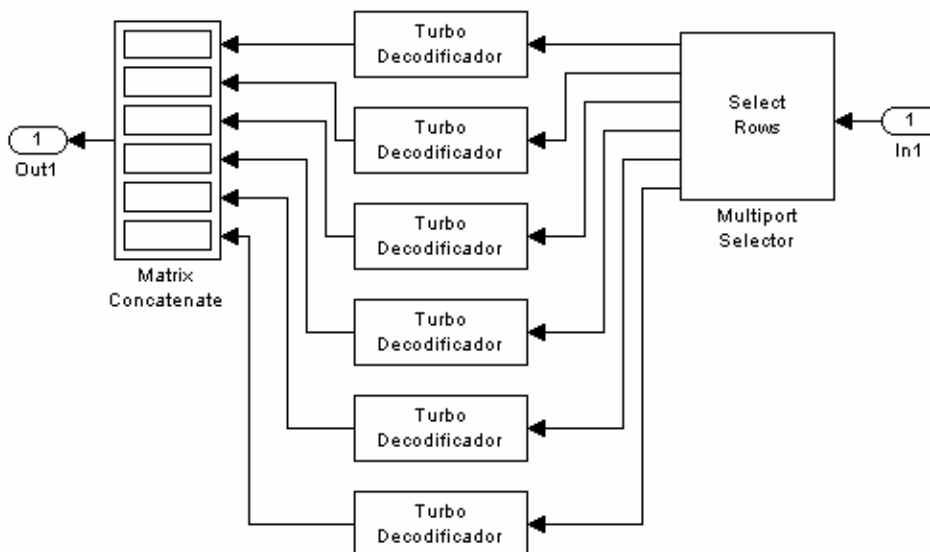 Turbo
Decodificador
Turbo
Decodificador
Turbo
Decodificador
Turbo
Decodificador
Turbo
Decodificador
Turbo
Decodificador
1
Out1
Matrix
Concatenate
Select
Rows
Multiport
Selector
1
In1